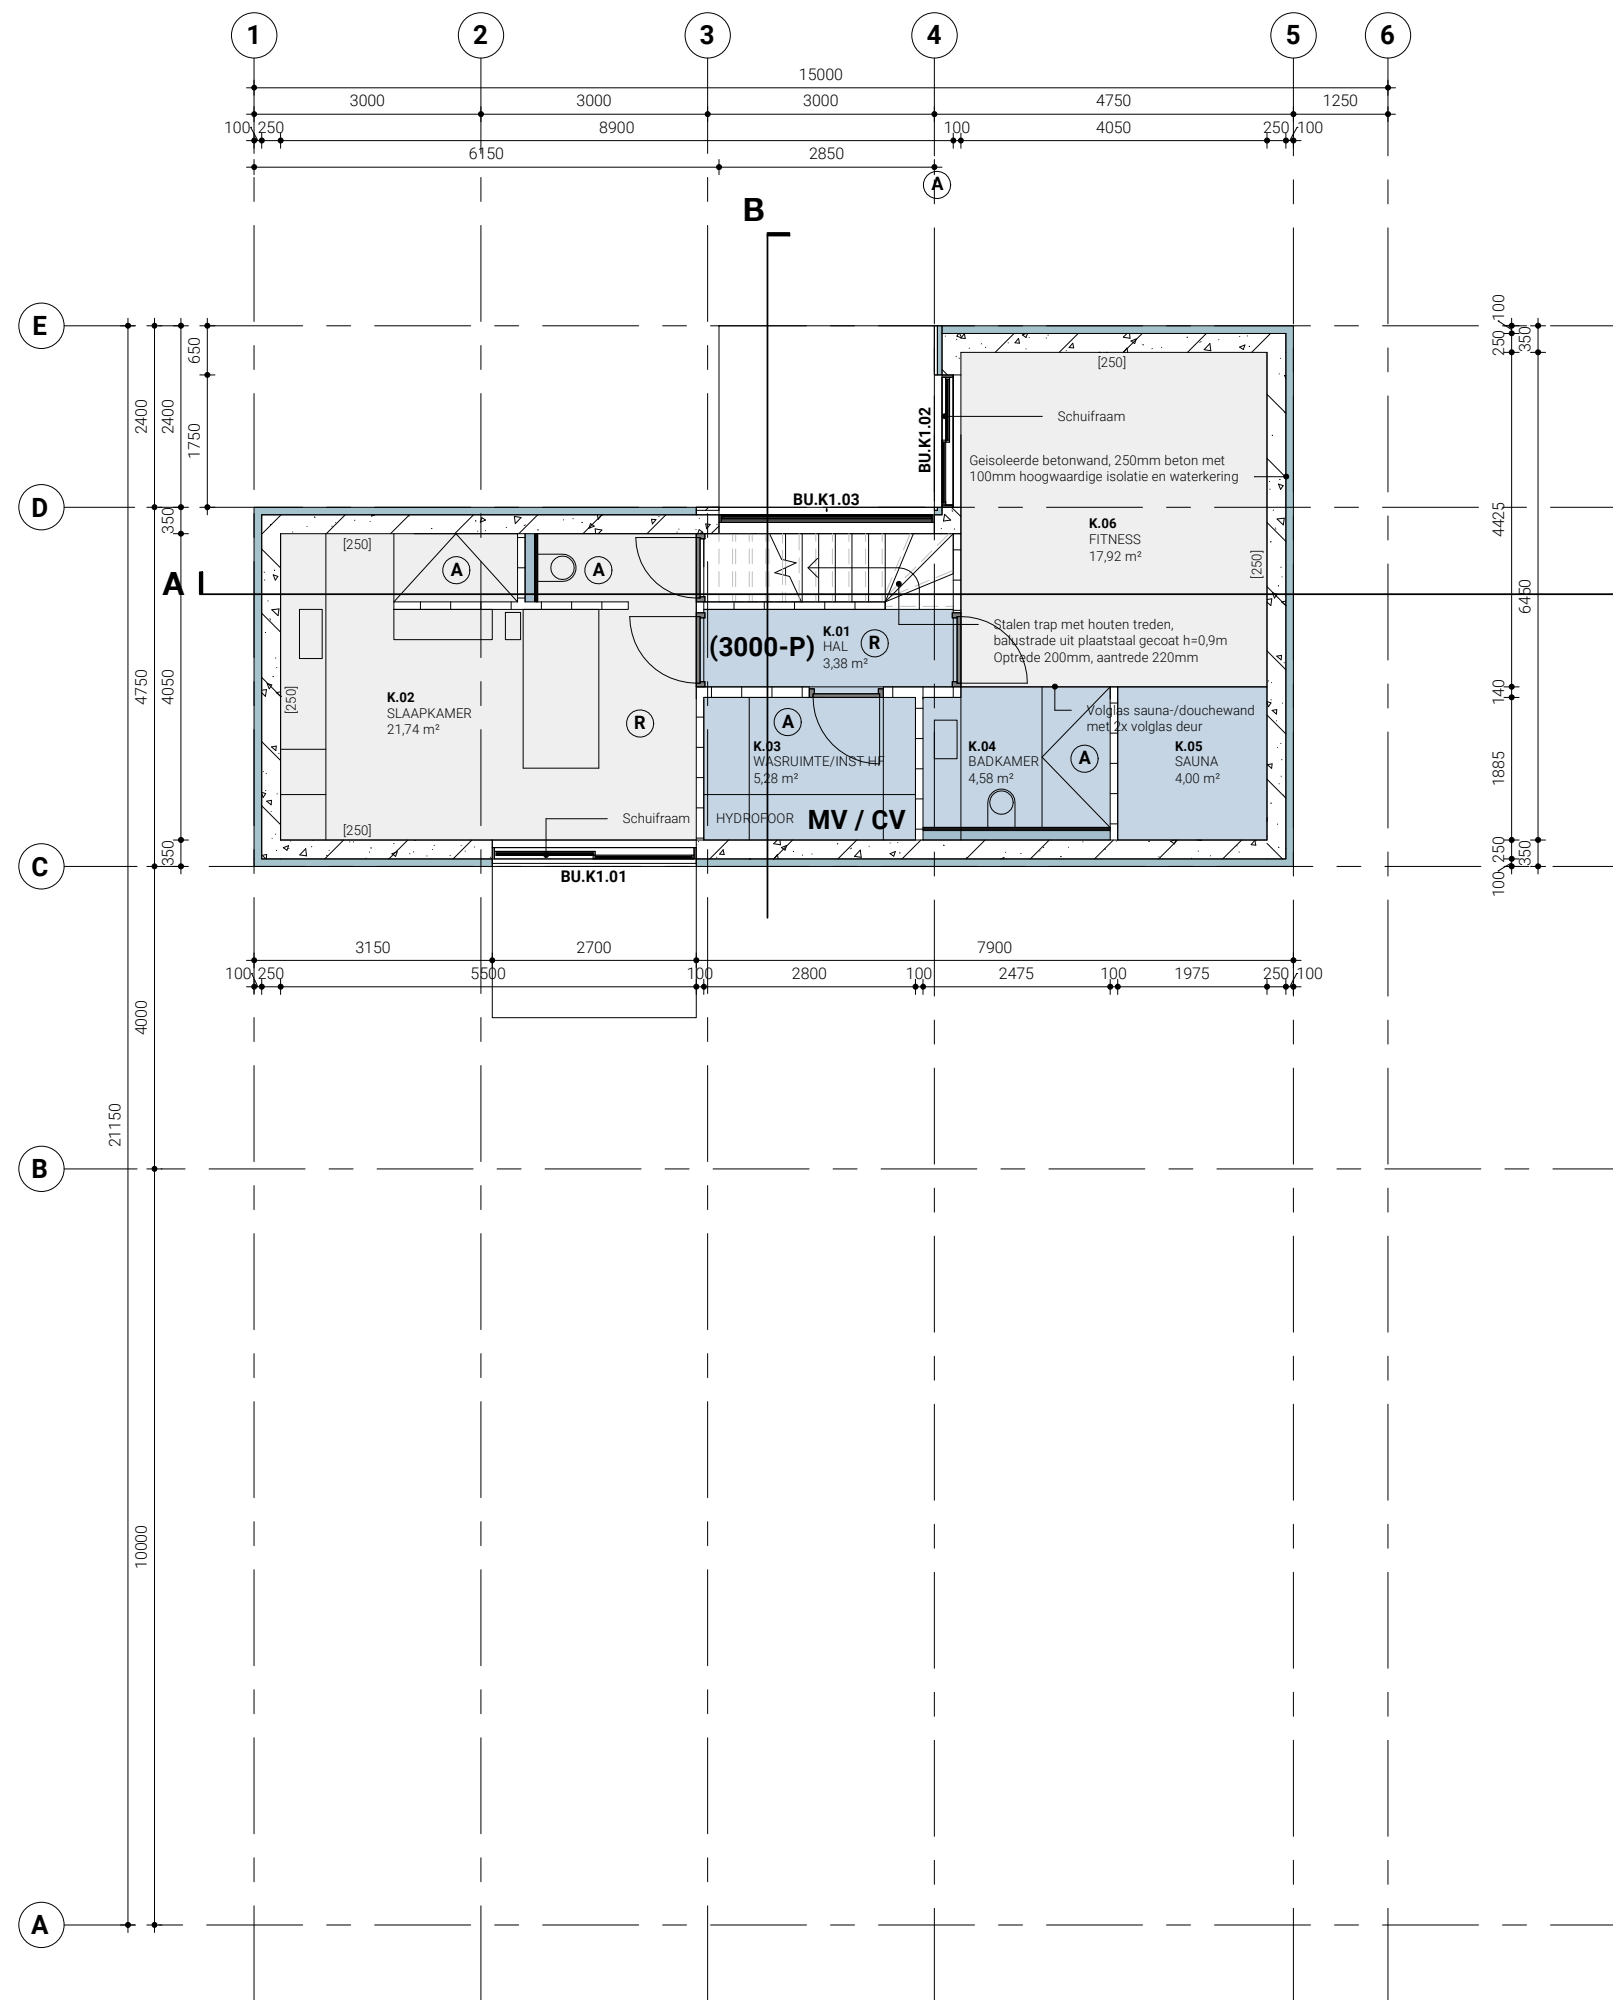 1 2 3 4 5 6
15000
3000 3000 3000 4750 1250
100 250 8900 100 4050 250 100
6150 2850
A
B
E
100
250 350
650
[250]
2400 2400
1750
BU.K1.02
Schuifraam
Geisoleerde betonwand, 250mm beton met
100mm hoogwaardige isolatie en waterkering
D
BU.K1.03
350
4425
K.06
FITNESS
17,92 m²
[250]
[250]
A
A
A
6450
Stalen trap met houten treden,
balustrade uit plaatstaal gecoat h=0,9m
Optrede 200mm, aantrede 220mm
(3000-P)
K.01
HAL
3,38 m²
R
4750 4050
[250]
K.02
SLAAPKAMER
21,74 m²
R
140
Volglas sauna-/douchewand
met 2x volglas deur
A
K.03
WASRUIMTE/INST HF
5,28 m²
K.04
BADKAMER
4,58 m²
A
K.05
SAUNA
4,00 m²
1885
[250]
Schuifraam
HYDROFOOR
MV / CV
350
250 350
100
C
BU.K1.01
3150 2700 7900
100 250 5500 100 2800 100 2475 100 1975 250 100
4000
21150
B
10000
A